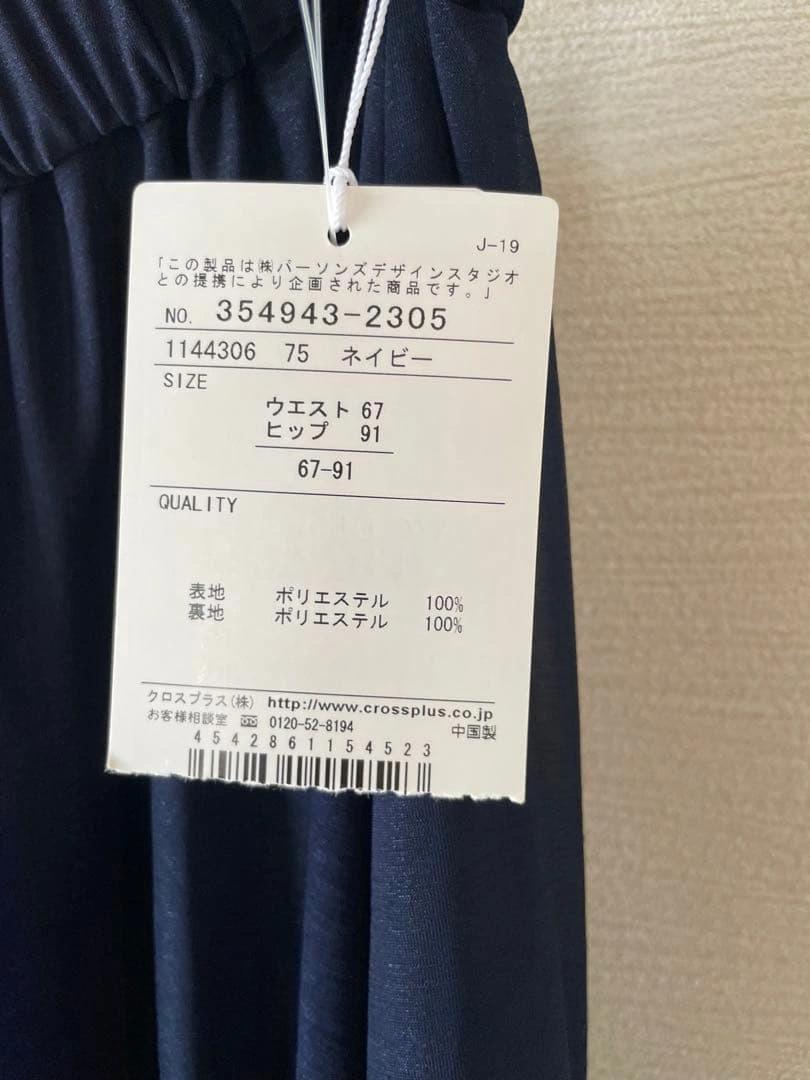 J-19
「この製品は㈱パーソンズデザインスタジオ
との提携により企画された商品です。」
NO. 354943-2305
1144306 75 ネイビー
SIZE
ウエスト 67
ヒップ 91
67-91
QUALITY
表地 ポリエステル 100%
裏地 ポリエステル 100%
クロスプラス(株) http://www.crossplus.co.jp
お客様相談室 0120-52-8194 中国製
4542861154523